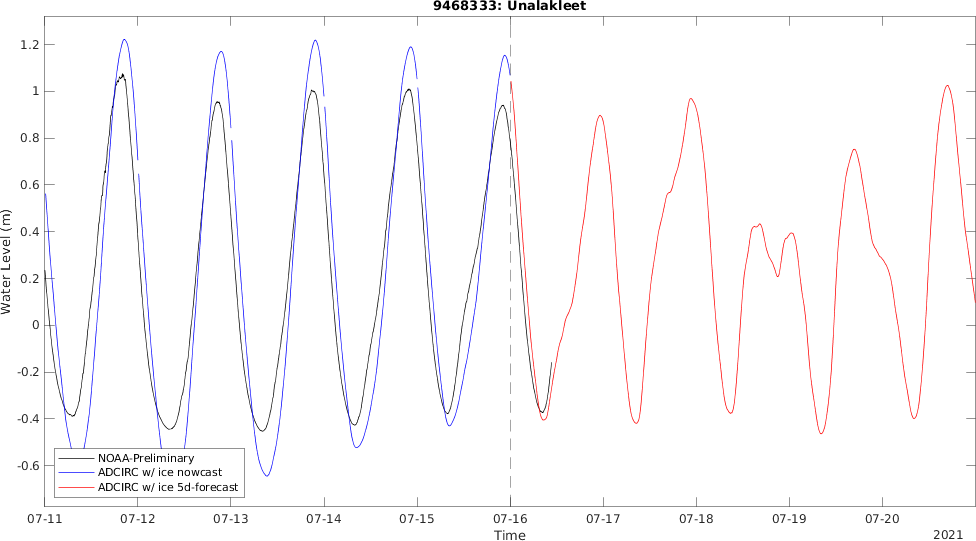 9468333: Unalakleet
1.2
1
0.8
0.6
0.4
0.2
0
-0.2
-0.4
-0.6
Water Level (m)
NOAA-Preliminary
ADCIRC w/ ice nowcast
ADCIRC w/ ice 5d-forecast
07-11 07-12 07-13 07-14 07-15 07-16 07-17 07-18 07-19 07-20
Time
2021